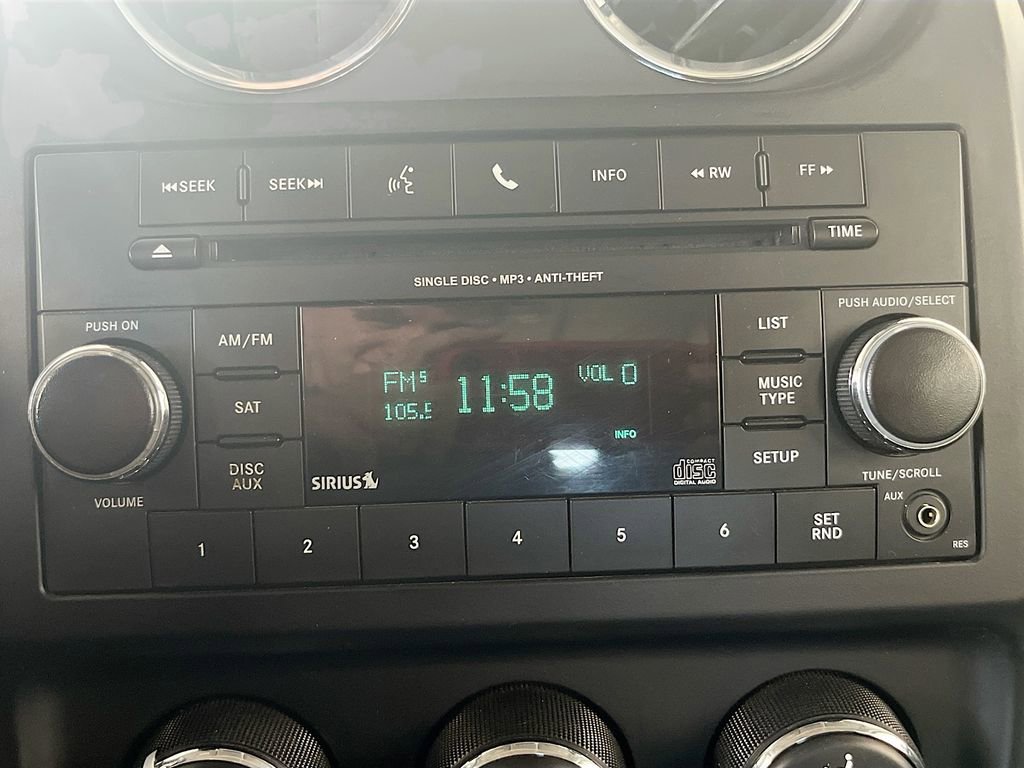 SEEK
SEEK
INFO
RW
FF
TIME
SINGLE DISC • MP3 • ANTI-THEFT
PUSH ON
AM/FM
SAT
DISC
AUX
VOLUME
FM5
105.5
11:58
VOL 0
INFO
SIRIUS
COMPACT
disc
DIGITAL AUDIO
LIST
MUSIC
TYPE
SETUP
PUSH AUDIO/SELECT
TUNE/SCROLL
AUX
RES
1
2
3
4
5
6
SET
RND